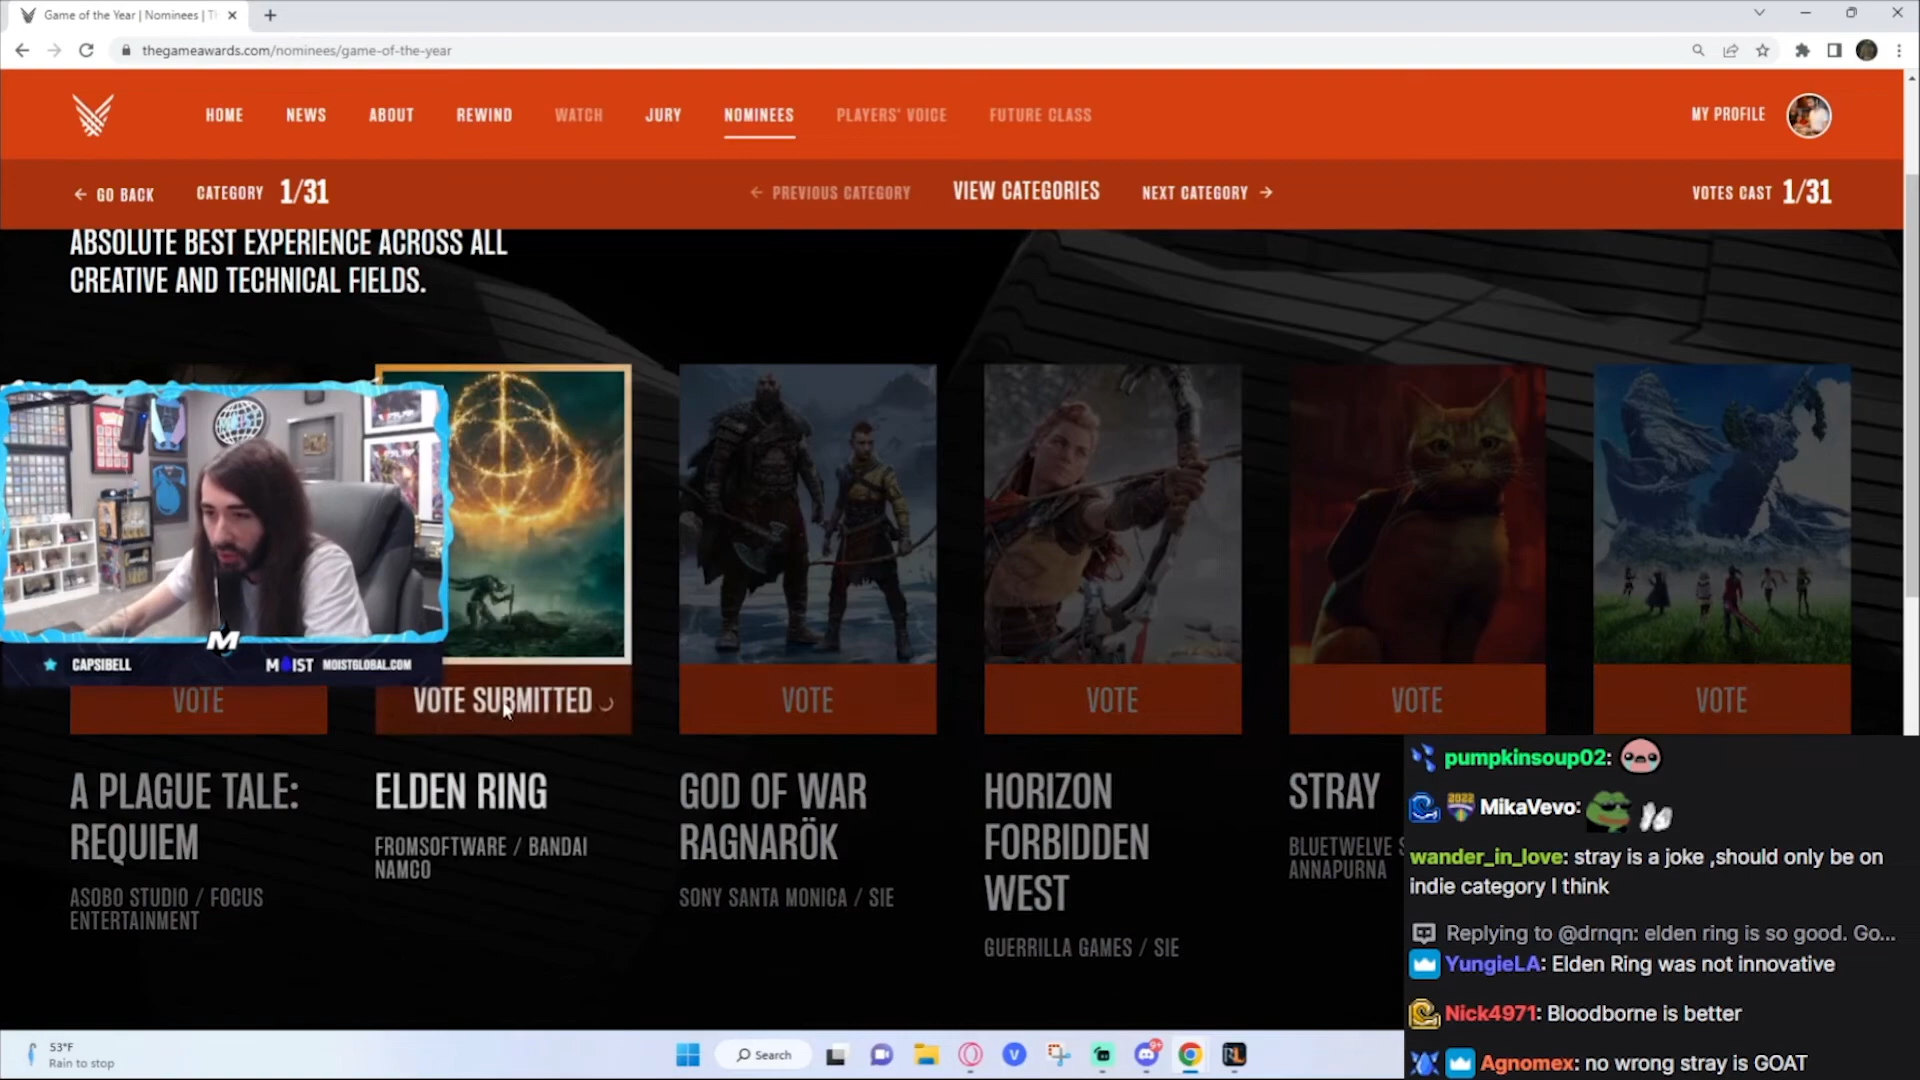 Game of the Year | Nominees | T
thegameawards.com/nominees/game-of-the-year
HOME
NEWS
ABOUT
REWIND
WATCH
JURY
NOMINEES
PLAYERS' VOICE
FUTURE CLASS
MY PROFILE
← GO BACK
CATEGORY 1/31
← PREVIOUS CATEGORY
VIEW CATEGORIES
NEXT CATEGORY →
VOTES CAST 1/31
ABSOLUTE BEST EXPERIENCE ACROSS ALL
CREATIVE AND TECHNICAL FIELDS.
M
CAPSIBELL
MOIST MOISTGLOBAL.COM
VOTE
VOTE SUBMITTED
VOTE
VOTE
VOTE
VOTE
A PLAGUE TALE:
REQUIEM
ASOBO STUDIO / FOCUS
ENTERTAINMENT
ELDEN RING
FROMSOFTWARE / BANDAI
NAMCO
GOD OF WAR
RAGNARÖK
SONY SANTA MONICA / SIE
HORIZON
FORBIDDEN
WEST
GUERRILLA GAMES / SIE
STRAY
BLUETWELVE S
ANNAPURNA
pumpkinsoup02:
2022 MikaVevo:
wander_in_love: stray is a joke ,should only be on
indie category I think
Replying to @drnqn: elden ring is so good. Go...
YungieLA: Elden Ring was not innovative
Nick4971: Bloodborne is better
Agnomex: no wrong stray is GOAT
53°F
Rain to stop
Search
9+